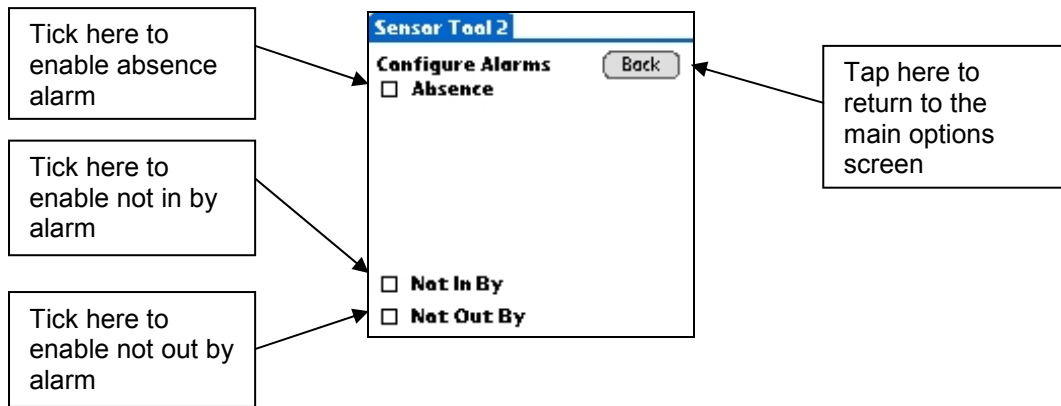 Tick here to
enable absence
alarm
Tick here to
enable not in by
alarm
Tick here to
enable not out by
alarm
Sensor Tool 2
Configure Alarms
Back
Absence
Not In By
Not Out By
Tap here to
return to the
main options
screen